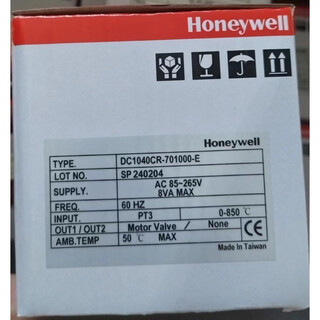 Honeywell
Honeywell
TYPE. DC1040CR-701000-E
LOT NO. SP 240204
SUPPLY. AC 85~265V
8VA MAX
FREQ. 60 HZ
INPUT. PT3 0-850 ℃
OUT1 / OUT2 Motor Valve / None
AMB.TEMP 50 ℃ MAX
CE
Made In Taiwan